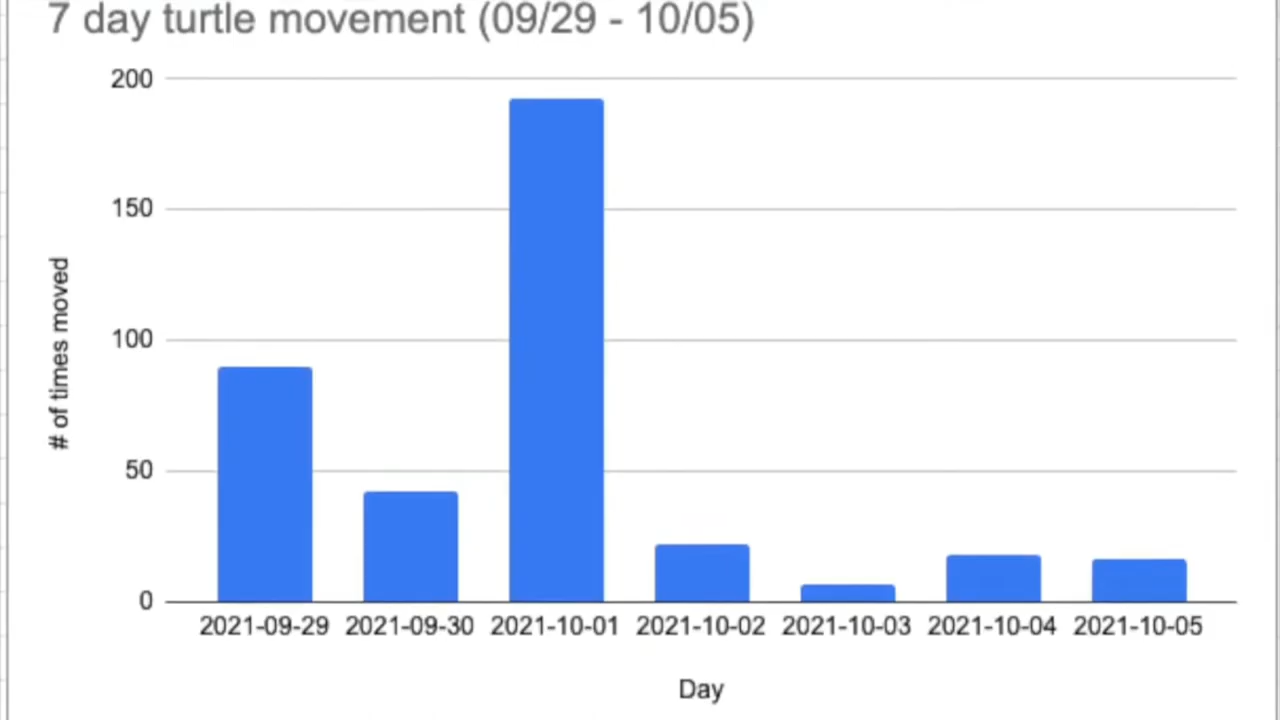 7 day turtle movement (09/29 - 10/05)
200
150
100
50
0
# of times moved
2021-09-29 2021-09-30 2021-10-01 2021-10-02 2021-10-03 2021-10-04 2021-10-05
Day